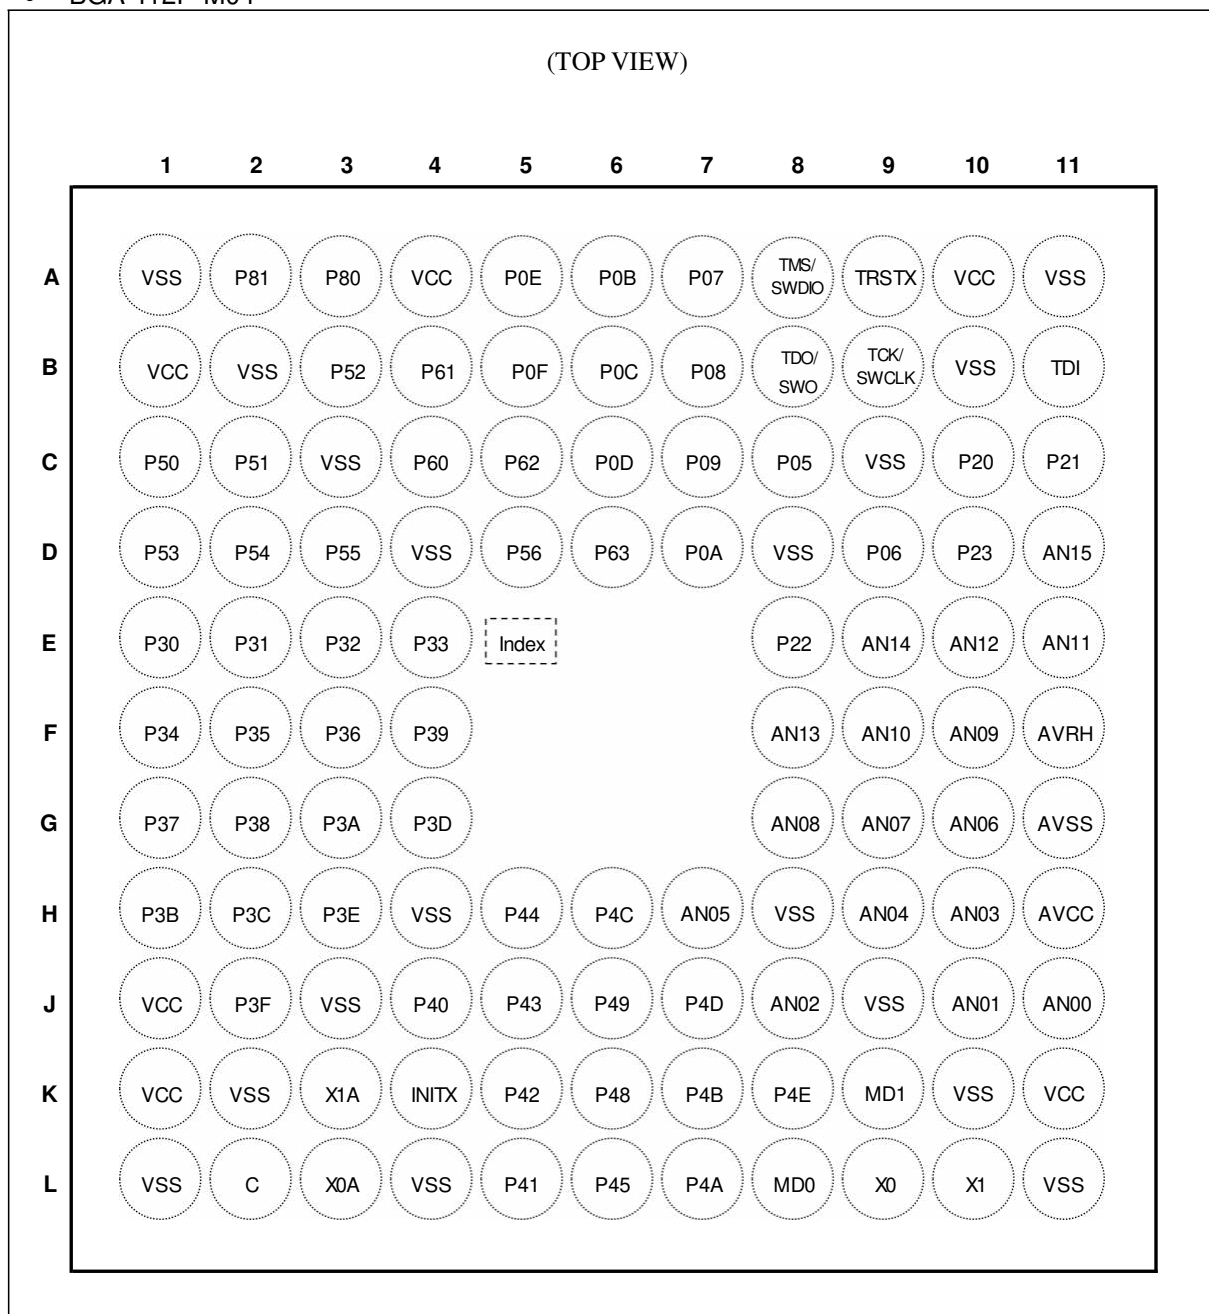 (TOP VIEW)
1 2 3 4 5 6 7 8 9 10 11
A VSS P81 P80 VCC P0E P0B P07 TMS/ SWDIO TRSTX VCC VSS
B VCC VSS P52 P61 P0F P0C P08 TDO/ SWO TCK/ SWCLK VSS TDI
C P50 P51 VSS P60 P62 P0D P09 P05 VSS P20 P21
D P53 P54 P55 VSS P56 P63 P0A VSS P06 P23 AN15
E P30 P31 P32 P33 Index P22 AN14 AN12 AN11
F P34 P35 P36 P39 AN13 AN10 AN09 AVRH
G P37 P38 P3A P3D AN08 AN07 AN06 AVSS
H P3B P3C P3E VSS P44 P4C AN05 VSS AN04 AN03 AVCC
J VCC P3F VSS P40 P43 P49 P4D AN02 VSS AN01 AN00
K VCC VSS X1A INITX P42 P48 P4B P4E MD1 VSS VCC
L VSS C X0A VSS P41 P45 P4A MD0 X0 X1 VSS